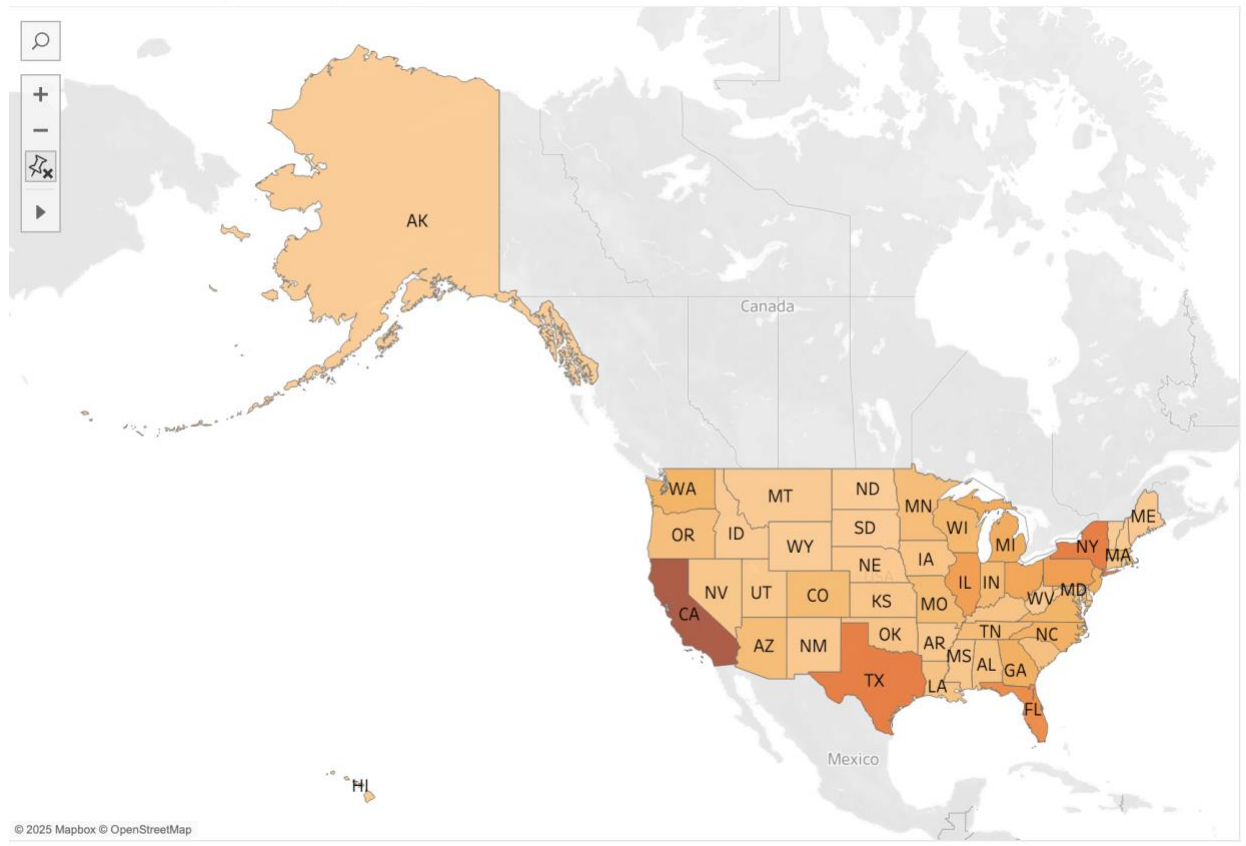 AK
Canada
WA
MT
ND
MN
ME
OR
ID
SD
WI
MI
NY
MA
WY
NE
USA
IA
NV
UT
CO
KS
MO
IL
IN
WV
MD
CA
AZ
NM
OK
AR
TN
NC
MS
AL
GA
TX
LA
FL
Mexico
HI
© 2025 Mapbox © OpenStreetMap